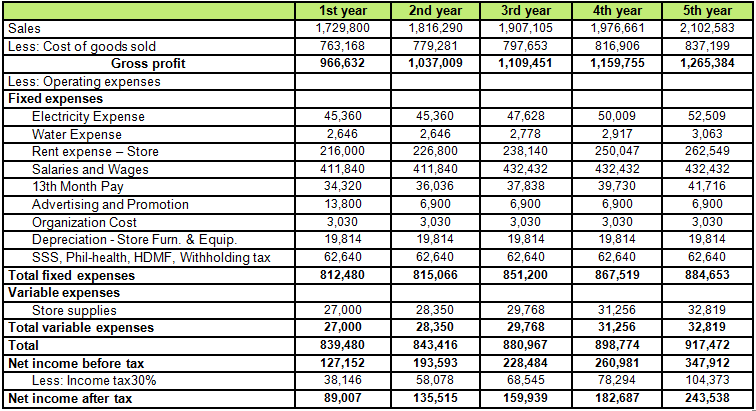 1st year 2nd year 3rd year 4th year 5th year
Sales 1,729,800 1,816,290 1,907,105 1,976,661 2,102,583
Less: Cost of goods sold 763,168 779,281 797,653 816,906 837,199
Gross profit 966,632 1,037,009 1,109,451 1,159,755 1,265,384
Less: Operating expenses
Fixed expenses
Electricity Expense 45,360 45,360 47,628 50,009 52,509
Water Expense 2,646 2,646 2,778 2,917 3,063
Rent expense – Store 216,000 226,800 238,140 250,047 262,549
Salaries and Wages 411,840 411,840 432,432 432,432 432,432
13th Month Pay 34,320 36,036 37,838 39,730 41,716
Advertising and Promotion 13,800 6,900 6,900 6,900 6,900
Organization Cost 3,030 3,030 3,030 3,030 3,030
Depreciation - Store Furn. & Equip. 19,814 19,814 19,814 19,814 19,814
SSS, Phil-health, HDMF, Withholding tax 62,640 62,640 62,640 62,640 62,640
Total fixed expenses 812,480 815,066 851,200 867,519 884,653
Variable expenses
Store supplies 27,000 28,350 29,768 31,256 32,819
Total variable expenses 27,000 28,350 29,768 31,256 32,819
Total 839,480 843,416 880,967 898,774 917,472
Net income before tax 127,152 193,593 228,484 260,981 347,912
Less: Income tax30% 38,146 58,078 68,545 78,294 104,373
Net income after tax 89,007 135,515 159,939 182,687 243,538